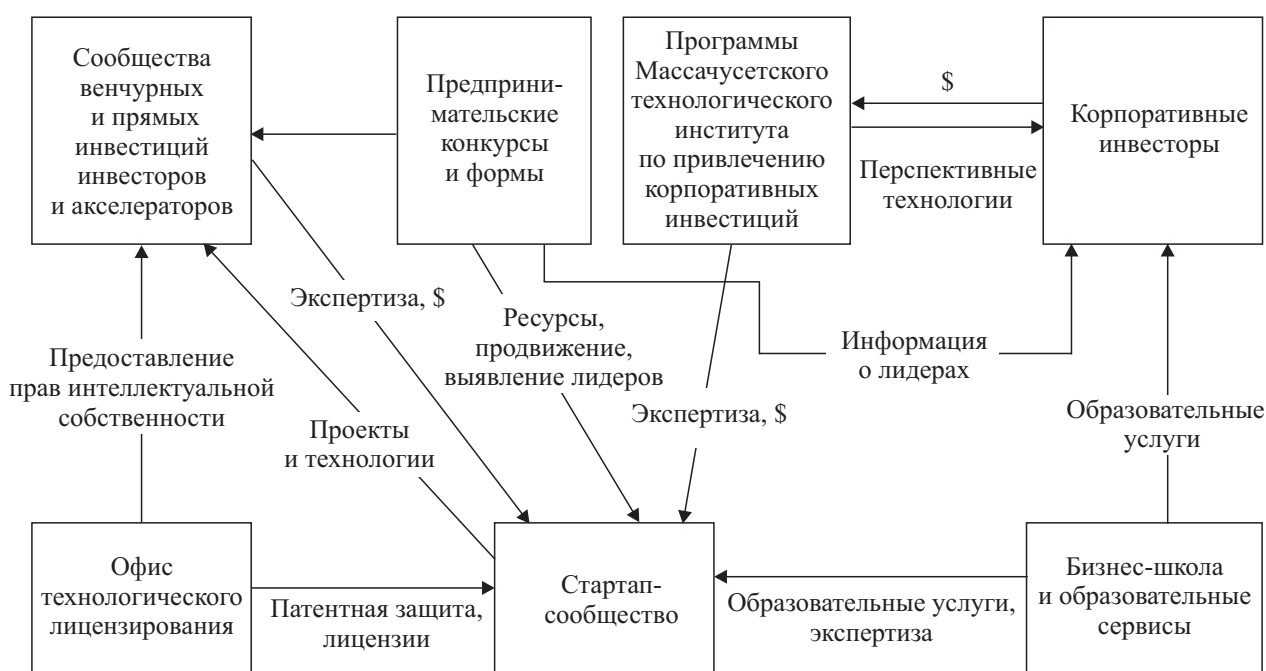 Сообщества
венчурных
и прямых
инвестиций
инвесторов
и акселераторов
Предприни-
мательские
конкурсы
и формы
Программы
Массачусетского
технологического
института
по привлечению
корпоративных
инвестиций
$
Перспективные
технологии
Корпоративные
инвесторы
Экспертиза, $
Ресурсы,
продвижение,
выявление лидеров
Информация
о лидерах
Предоставление
прав интеллектуальной
собственности
Проекты
и технологии
Экспертиза, $
Образовательные
услуги
Офис
технологического
лицензирования
Патентная защита,
лицензии
Стартап-
сообщество
Образовательные услуги,
экспертиза
Бизнес-школа
и образовательные
сервисы